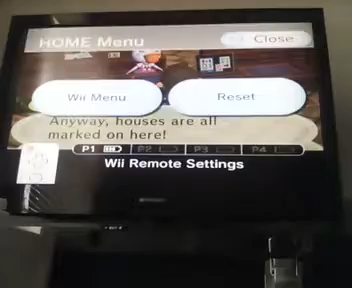 HOME Menu
Close
Wii Menu
Reset
Anyway, houses are all
marked on here!
P1 P2 P3 P4
Wii Remote Settings